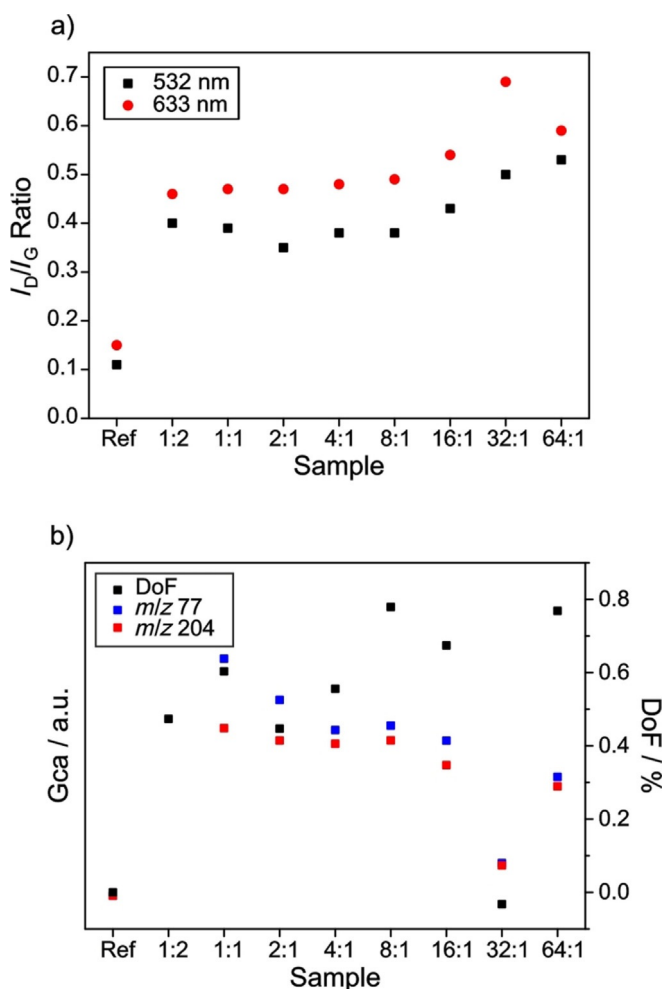 a)
0.7
0.6
0.5
0.4
0.3
0.2
0.1
0.0
I_D/I_G Ratio
532 nm
633 nm
Ref 1:2 1:1 2:1 4:1 8:1 16:1 32:1 64:1
Sample
b)
Gca / a.u.
DoF
m/z 77
m/z 204
0.8
0.6
0.4
0.2
0.0
DoF / %
Ref 1:2 1:1 2:1 4:1 8:1 16:1 32:1 64:1
Sample